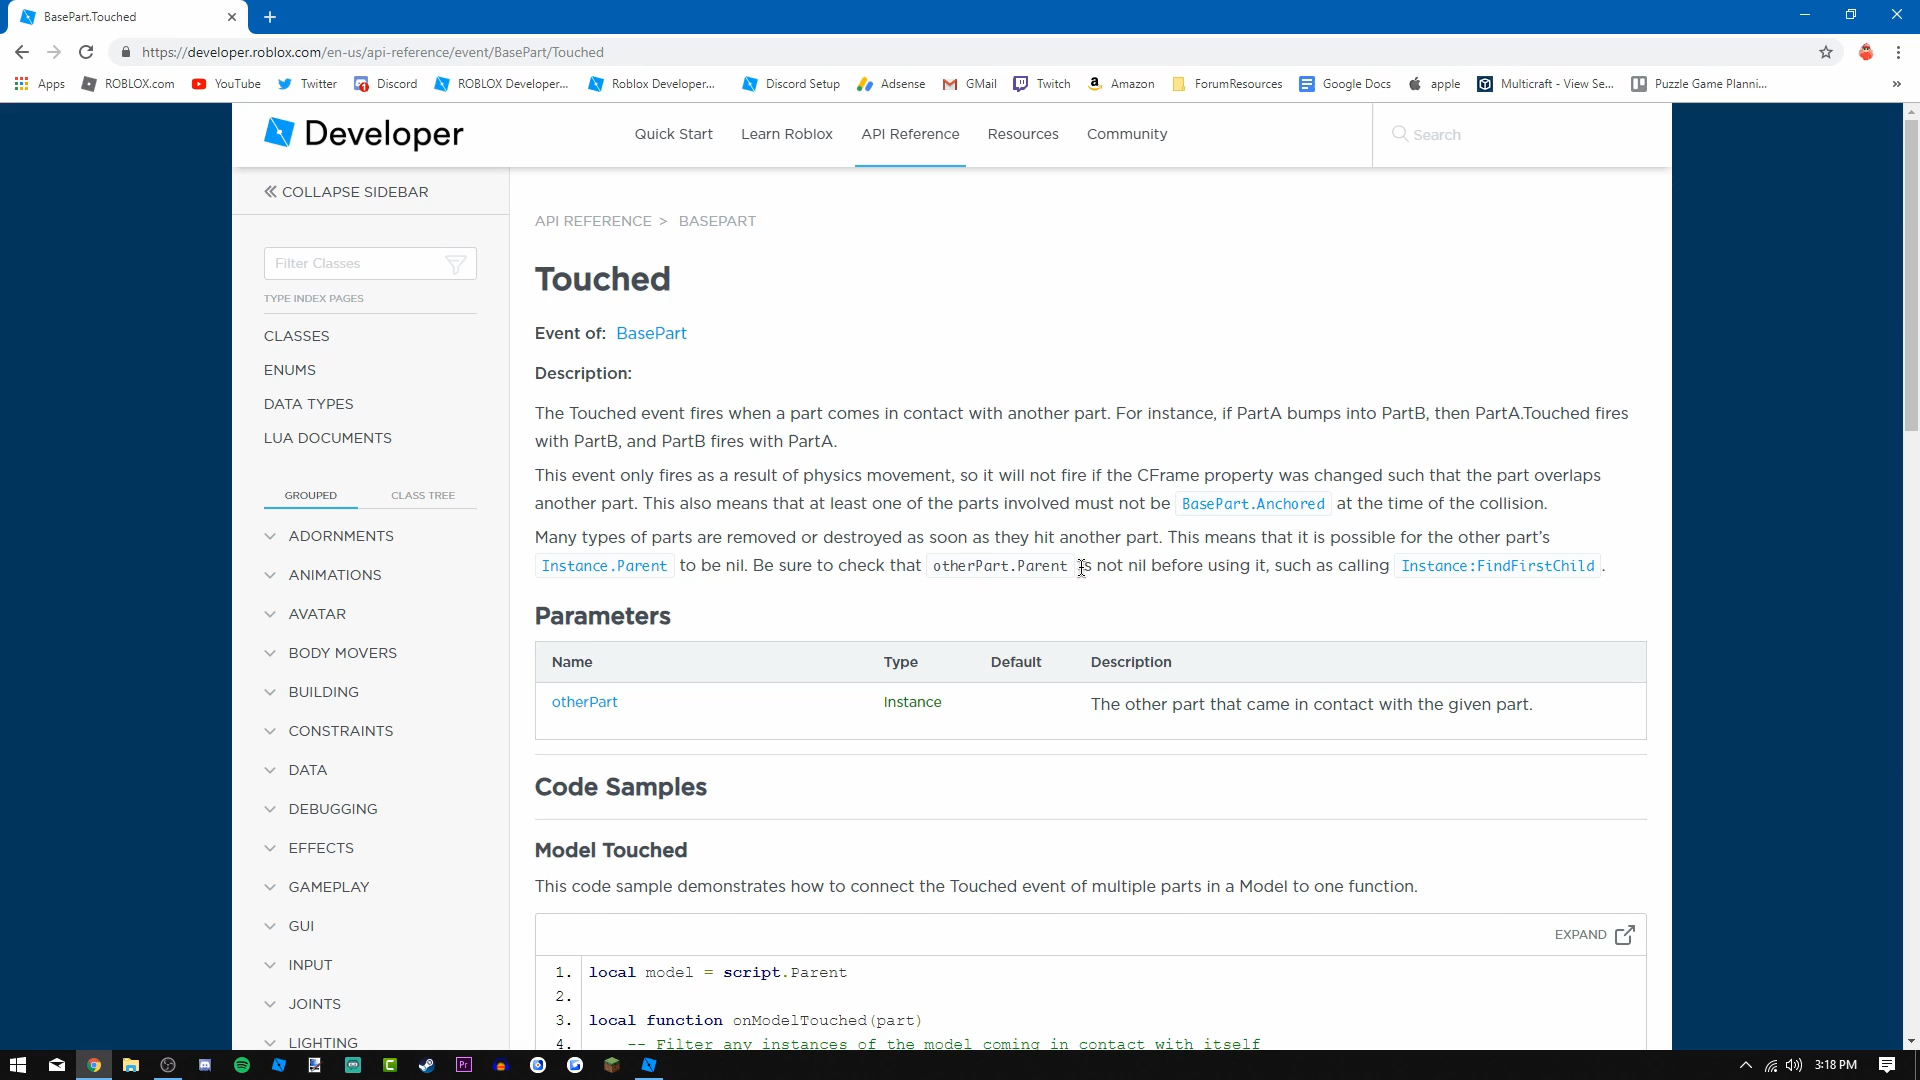 BasePart.Touched
https://developer.roblox.com/en-us/api-reference/event/BasePart/Touched
Apps ROBLOX.com YouTube Twitter Discord ROBLOX Developer... Roblox Developer... Discord Setup Adsense GMail Twitch Amazon ForumResources Google Docs apple Multicraft - View Se... Puzzle Game Planni... »
Developer Quick Start Learn Roblox API Reference Resources Community Search
COLLAPSE SIDEBAR
API REFERENCE > BASEPART
Filter Classes
Touched
TYPE INDEX PAGES
CLASSES
Event of: BasePart
ENUMS
Description:
DATA TYPES
The Touched event fires when a part comes in contact with another part. For instance, if PartA bumps into PartB, then PartA.Touched fires
LUA DOCUMENTS
with PartB, and PartB fires with PartA.
This event only fires as a result of physics movement, so it will not fire if the CFrame property was changed such that the part overlaps
GROUPED CLASS TREE
another part. This also means that at least one of the parts involved must not be BasePart.Anchored at the time of the collision.
ADORNMENTS
Many types of parts are removed or destroyed as soon as they hit another part. This means that it is possible for the other part's
ANIMATIONS
Instance.Parent to be nil. Be sure to check that otherPart.Parent is not nil before using it, such as calling Instance:FindFirstChild.
AVATAR
Parameters
BODY MOVERS
Name Type Default Description
BUILDING
otherPart Instance The other part that came in contact with the given part.
CONSTRAINTS
DATA
Code Samples
DEBUGGING
EFFECTS
Model Touched
GAMEPLAY
This code sample demonstrates how to connect the Touched event of multiple parts in a Model to one function.
GUI
EXPAND
INPUT
1. local model = script.Parent
2.
JOINTS
3. local function onModelTouched(part)
LIGHTING
4. -- Filter any instances of the model coming in contact with itself
3:18 PM